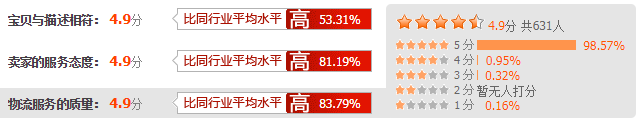 宝贝与描述相符：4.9分 比同行业平均水平 高 53.31%
卖家的服务态度：4.9分 比同行业平均水平 高 81.19%
物流服务的质量：4.9分 比同行业平均水平 高 83.79%
4.9分 共631人
5分 98.57%
4分 0.95%
3分 0.32%
2分 暂无人打分
1分 0.16%